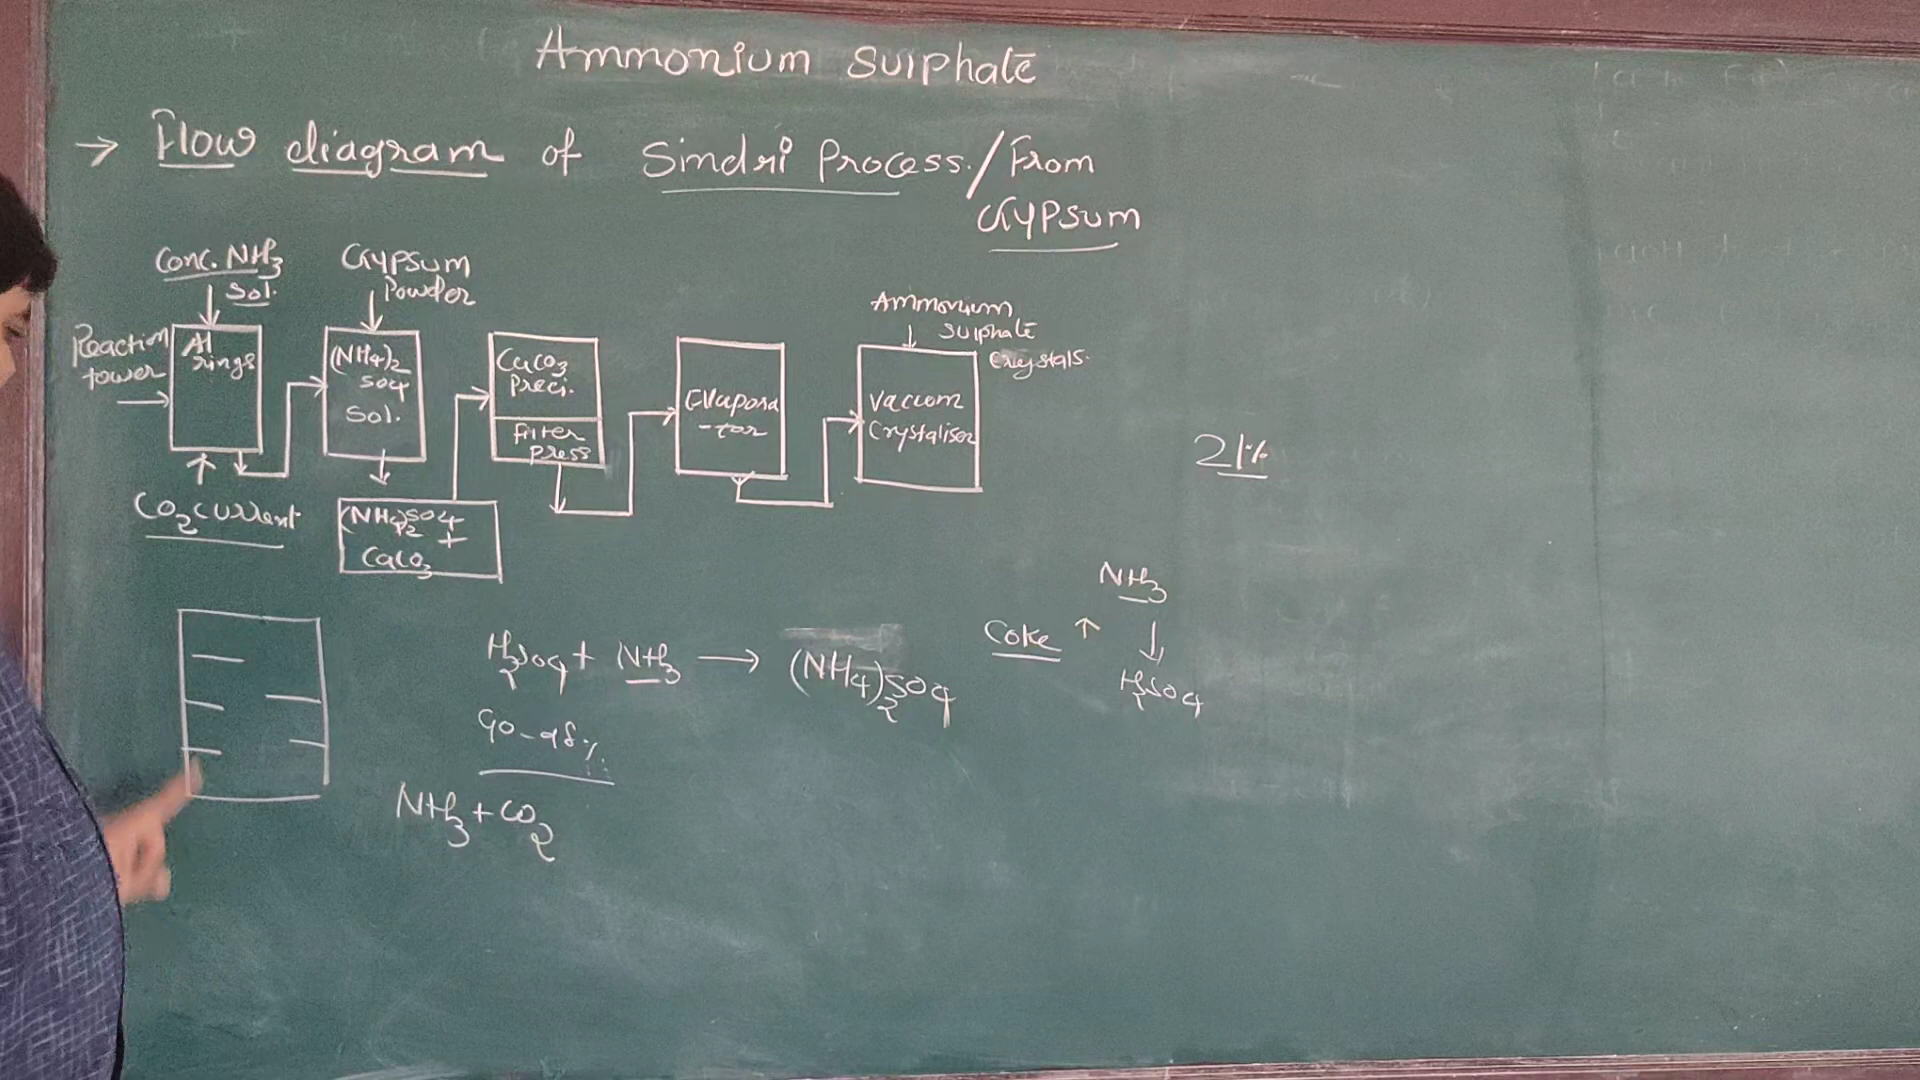 Ammonium Sulphate
→ Flow diagram of Sindri Process./From
GYPSUM
Conc. NH3
Sol.
GYPSUM
Powder
Reaction
tower
Al
rings
CO2 current
(NH4)2
SO4
Sol.
(NH4)2SO4
+
CaCO3
CaCO3
Preci.
Filter
press
Evapora
-tor
Ammonium
Sulphate
Crystals.
Vaccum
Crystaliser
21%
H2SO4 + NH3 → (NH4)2SO4
90-98%
NH3 + CO2
Coke ↑
NH3
↓
H2SO4